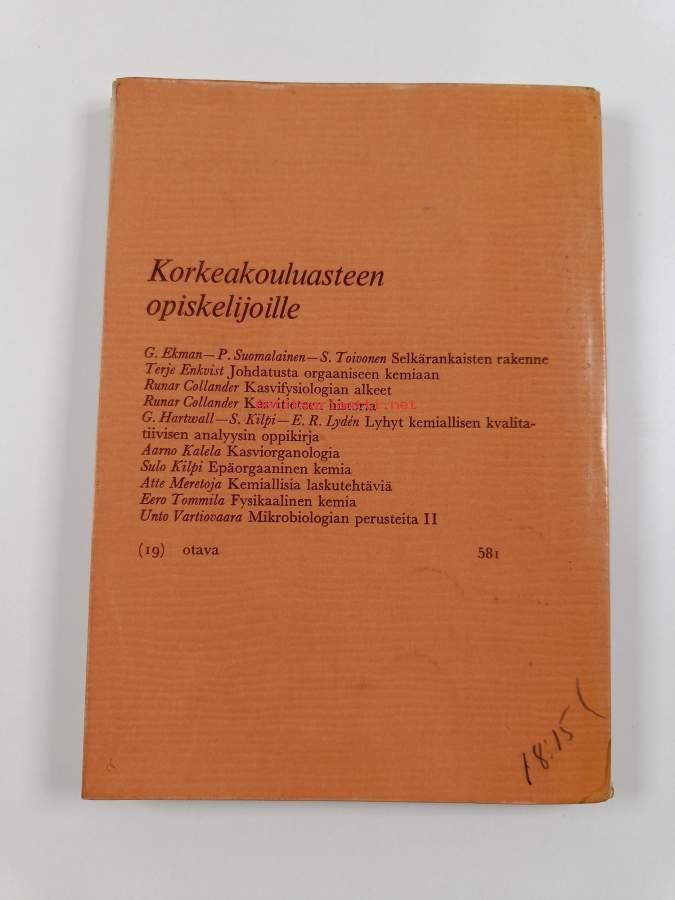 Korkeakouluasteen
opiskelijoille
G. Ekman—P. Suomalainen—S. Toivonen Selkärankaisten rakenne
Terje Enkvist Johdatusta orgaaniseen kemiaan
Runar Collander Kasvifysiologian alkeet
Runar Collander Kasvitieteen historia
G. Hartwall—S. Kilpi—E. R. Lydén Lyhyt kemiallisen kvalita-
tiivisen analyysin oppikirja
Aarno Kalela Kasviorganologia
Sulo Kilpi Epäorgaaninen kemia
Atte Meretoja Kemiallisia laskutehtäviä
Eero Tommila Fysikaalinen kemia
Unto Vartiovaara Mikrobiologian perusteita II
(19) otava 581
18:15